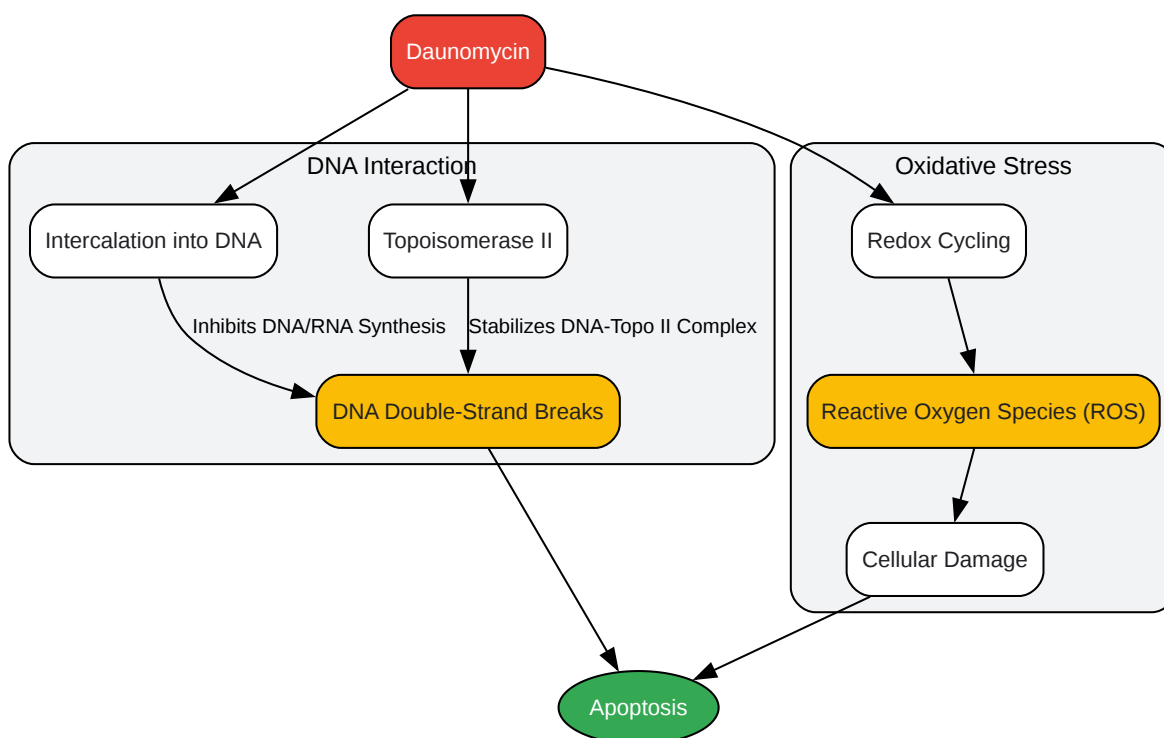 Daunomycin
DNA Interaction
Oxidative Stress
Intercalation into DNA
Topoisomerase II
Redox Cycling
Inhibits DNA/RNA Synthesis
Stabilizes DNA-Topo II Complex
DNA Double-Strand Breaks
Reactive Oxygen Species (ROS)
Cellular Damage
Apoptosis